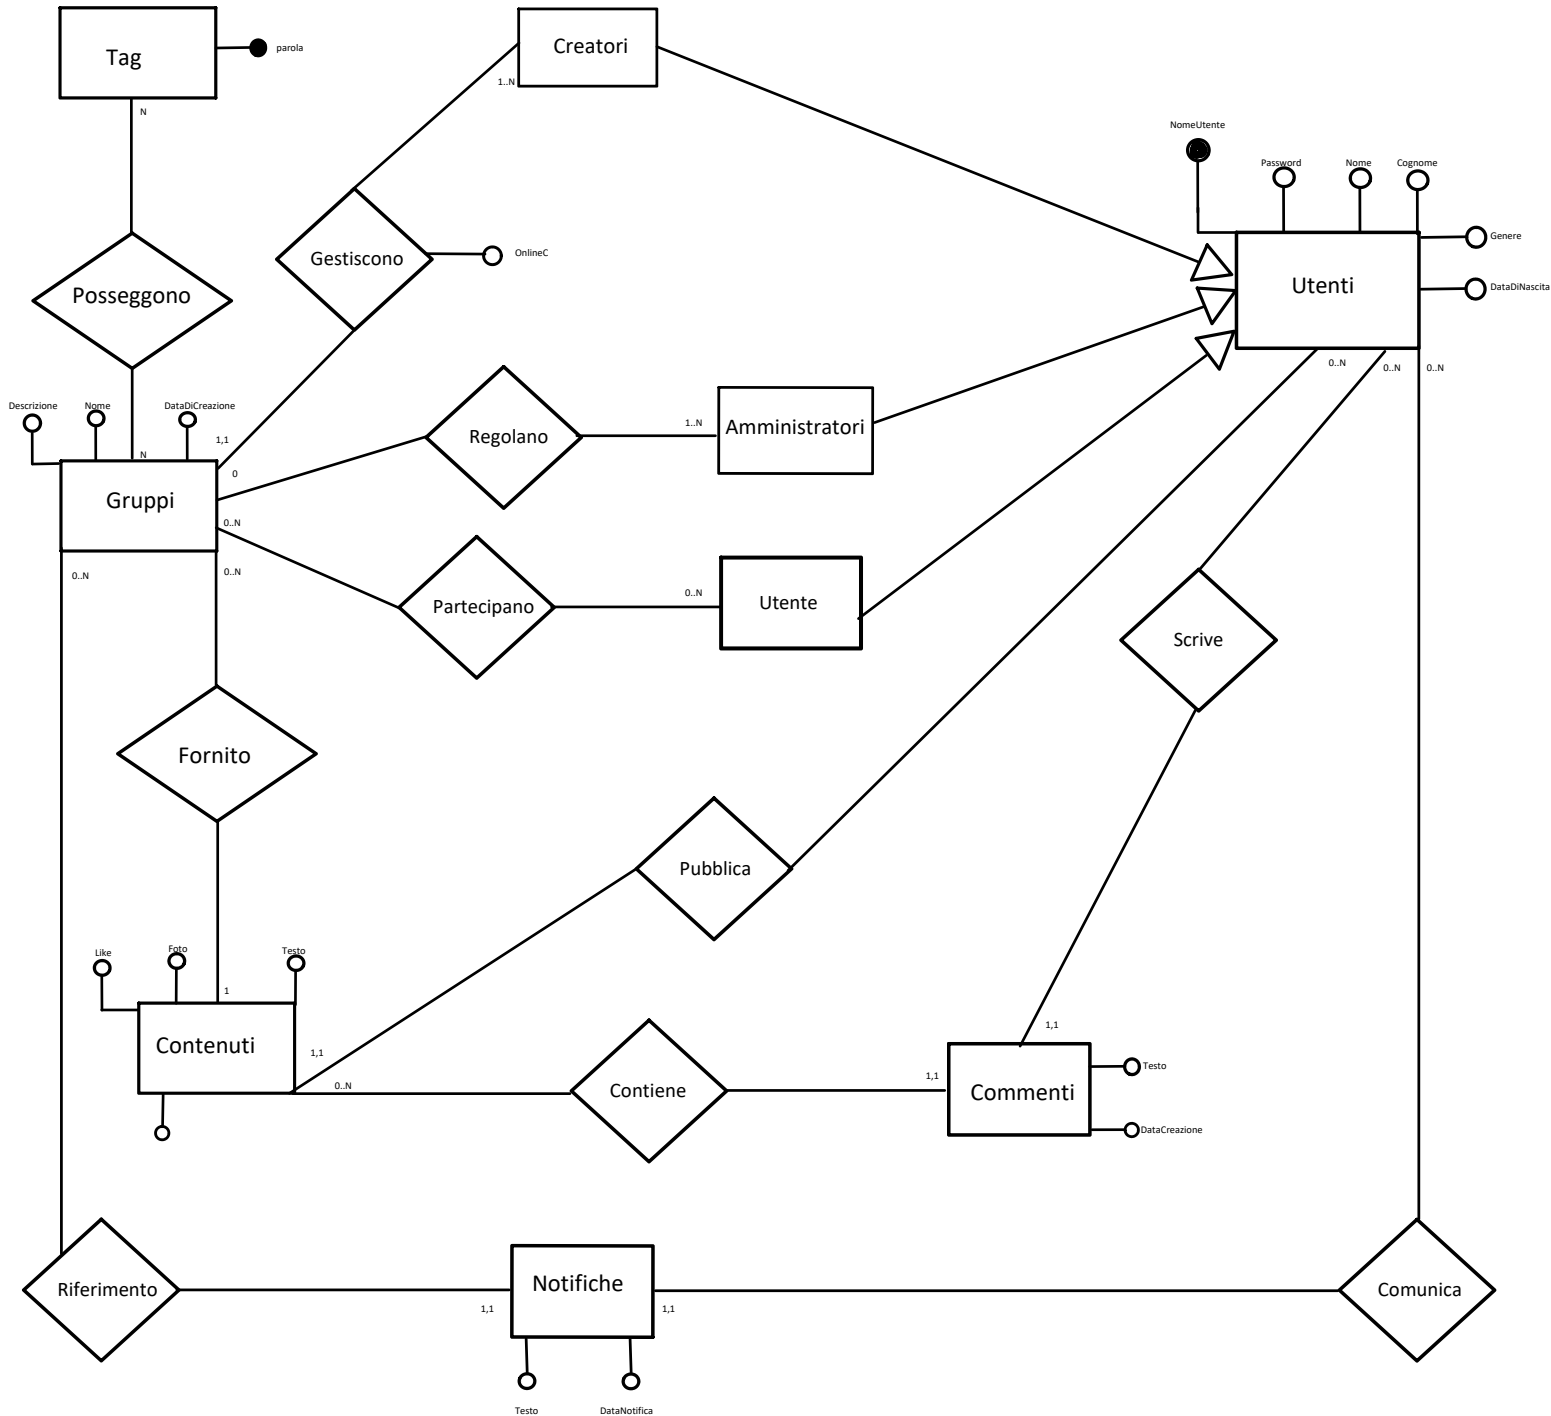 Tag
parola
N
Creatori
1..N
NomeUtente
Password
Nome
Cognome
Genere
DataDiNascita
Utenti
Gestiscono
OnlineC
Posseggono
0..N
0..N
0..N
Descrizione
Nome
DataDiCreazione
1,1
N
0
Gruppi
Regolano
1..N
Amministratori
0..N
0..N
0..N
Partecipano
0..N
Utente
Scrive
Fornito
Pubblica
Like
Foto
Testo
1
Contenuti
1,1
0..N
Contiene
1,1
1,1
Commenti
Testo
DataCreazione
Riferimento
1,1
Notifiche
1,1
Comunica
Testo
DataNotifica